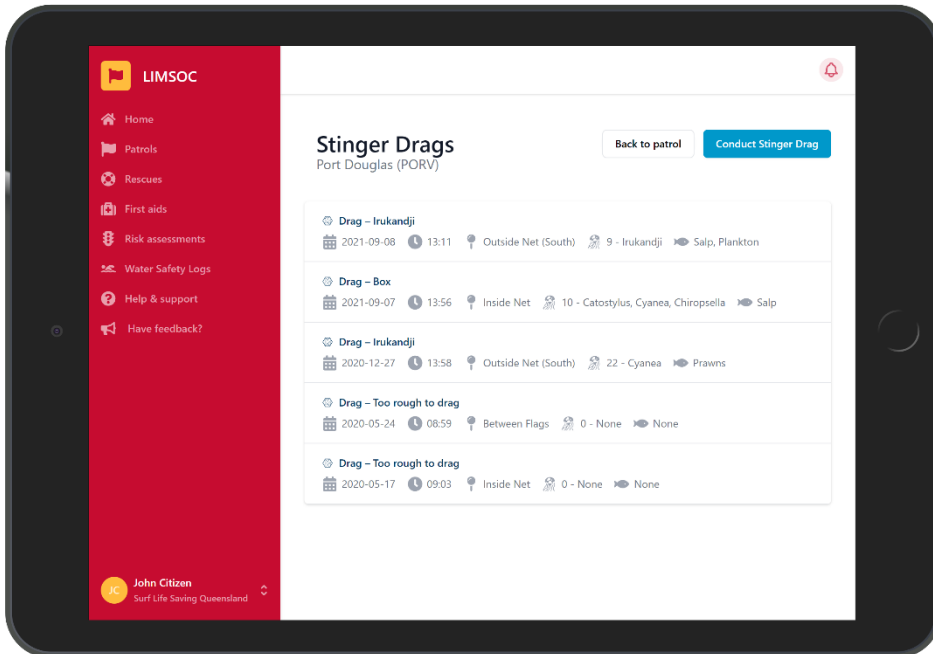 LIMSOC
Home
Patrols
Rescues
First aids
Risk assessments
Water Safety Logs
Help & support
Have feedback?
JC
John Citizen
Surf Life Saving Queensland
Stinger Drags
Port Douglas (PORV)
Back to patrol
Conduct Stinger Drag
Drag – Irukandji
2021-09-08 13:11 Outside Net (South) 9 - Irukandji Salp, Plankton
Drag – Box
2021-09-07 13:56 Inside Net 10 - Catostylus, Cyanea, Chiropsella Salp
Drag – Irukandji
2020-12-27 13:58 Outside Net (South) 22 - Cyanea Prawns
Drag – Too rough to drag
2020-05-24 08:59 Between Flags 0 - None None
Drag – Too rough to drag
2020-05-17 09:03 Inside Net 0 - None None